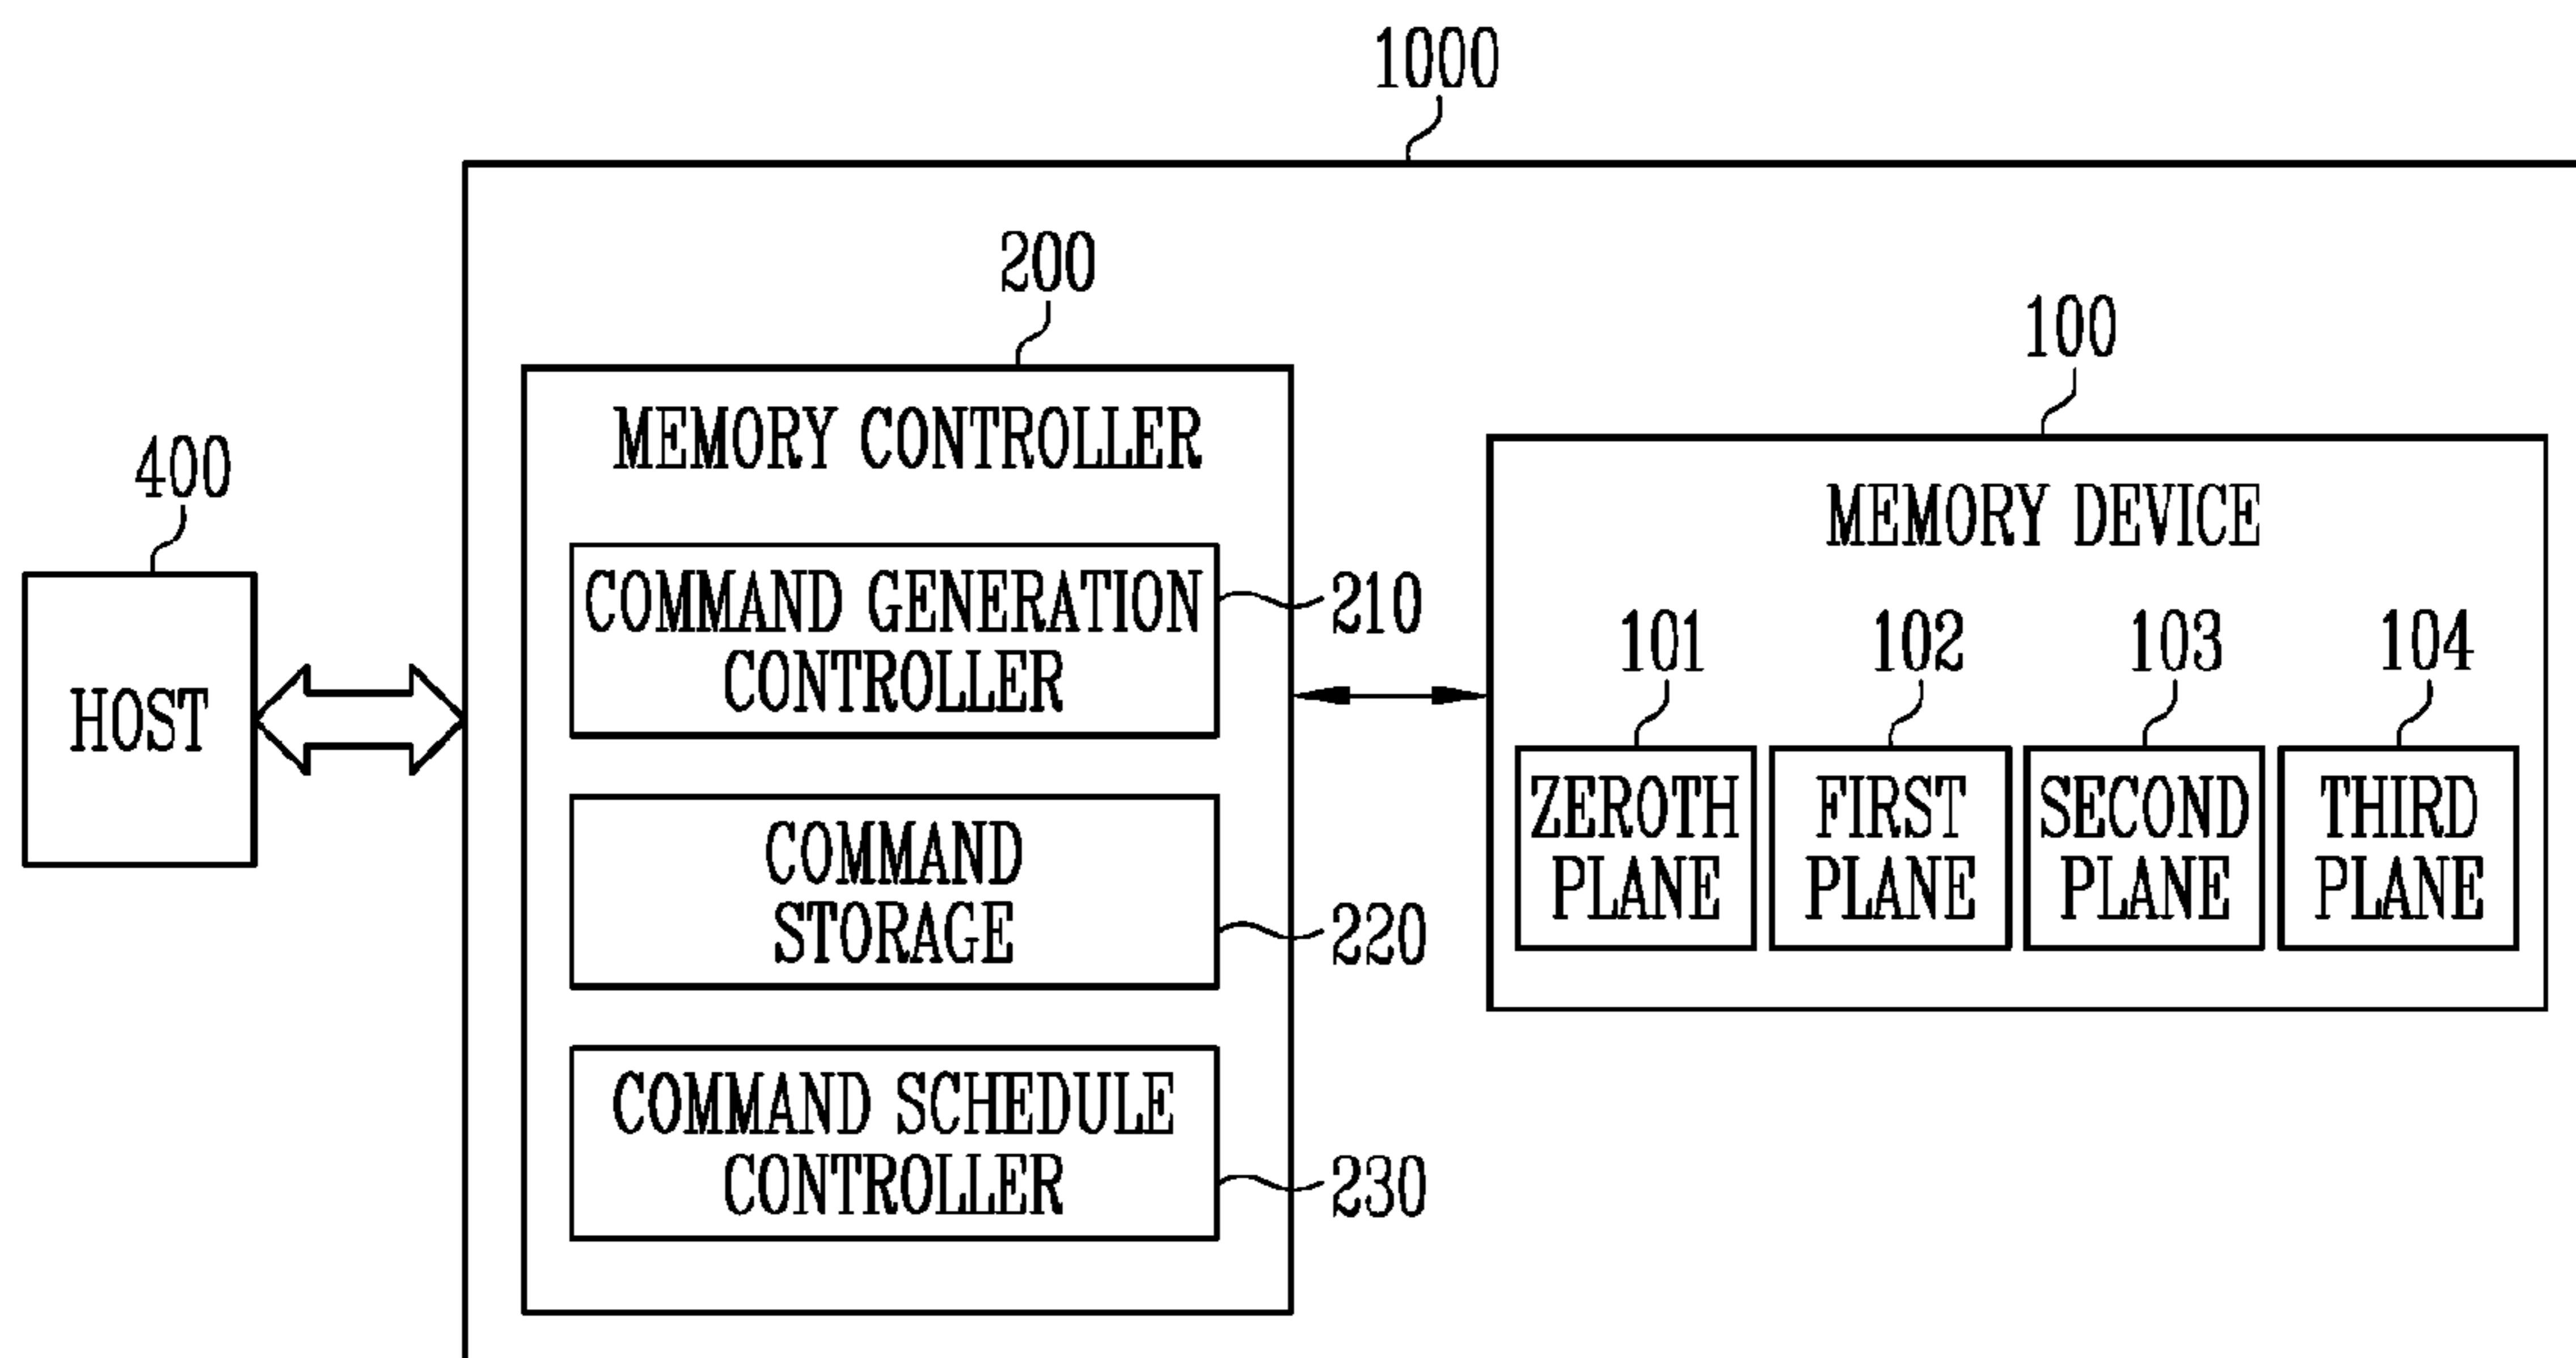 1000
200
100
400
MEMORY CONTROLLER
MEMORY DEVICE
HOST
COMMAND GENERATION
CONTROLLER
210
COMMAND
STORAGE
220
COMMAND SCHEDULE
CONTROLLER
230
101
102
103
104
ZEROTH
PLANE
FIRST
PLANE
SECOND
PLANE
THIRD
PLANE